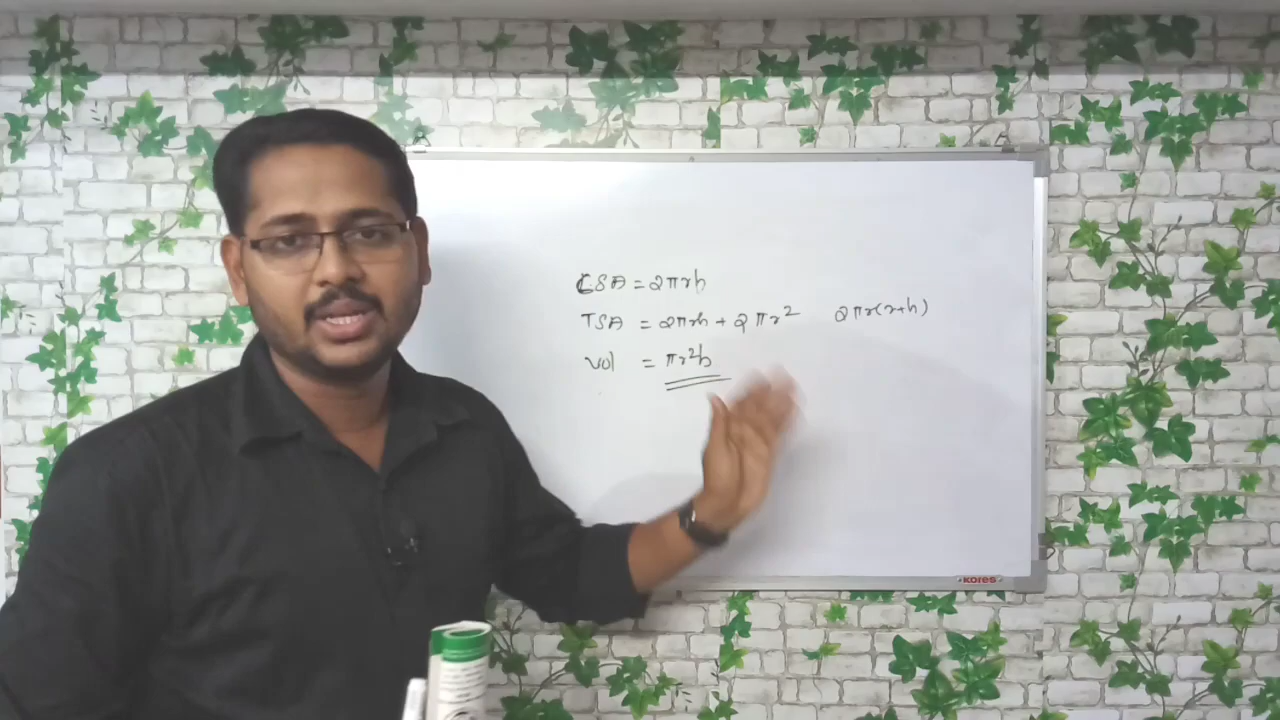 CSA = 2πrh
TSA = 2πrh + 2πr² 2πr(r+h)
Vol = πr²h
KORES